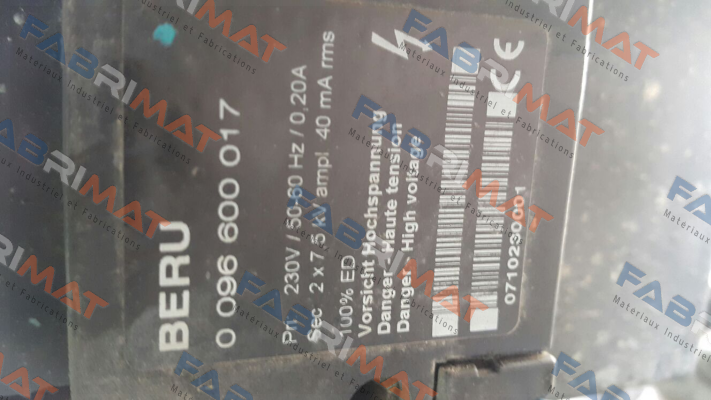 BERU
0 096 600 017
Pri 230V / 50-60 Hz / 0,20A
Sec 2 x 7,5 kV ampl 40 mA rms
100% ED
Vorsicht Hochspannung
Danger - Haute tension
Danger - High voltage
0710230001
CE
FABRIMAT
Materiaux Industriel et Fabrications